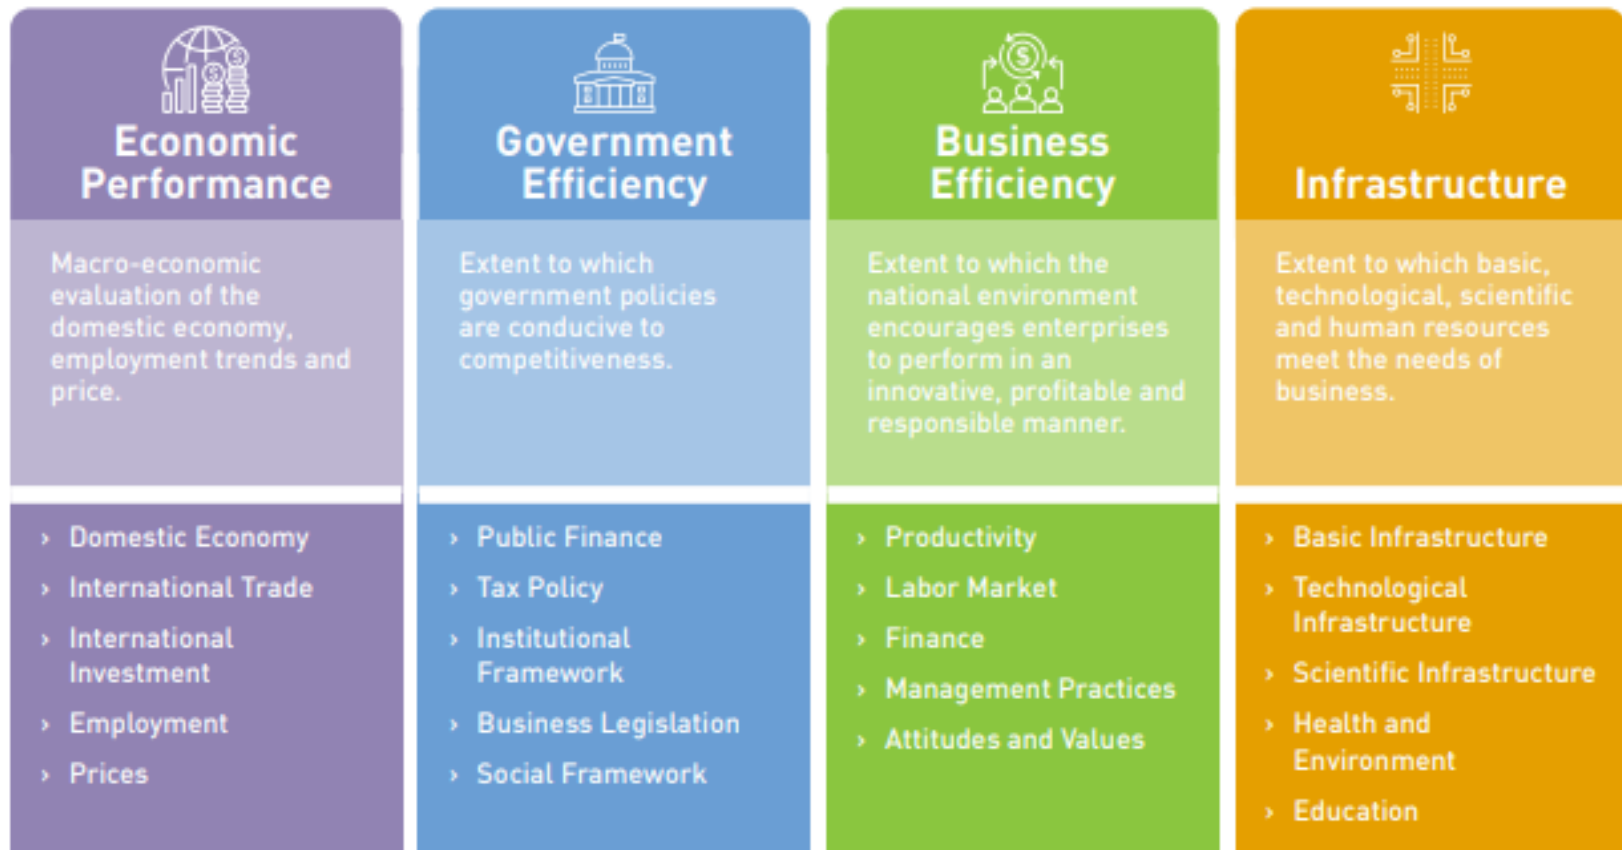 Economic
Performance
Macro-economic
evaluation of the
domestic economy,
employment trends and
price.
› Domestic Economy
› International Trade
› International
Investment
› Employment
› Prices
Government
Efficiency
Extent to which
government policies
are conducive to
competitiveness.
› Public Finance
› Tax Policy
› Institutional
Framework
› Business Legislation
› Social Framework
Business
Efficiency
Extent to which the
national environment
encourages enterprises
to perform in an
innovative, profitable and
responsible manner.
› Productivity
› Labor Market
› Finance
› Management Practices
› Attitudes and Values
Infrastructure
Extent to which basic,
technological, scientific
and human resources
meet the needs of
business.
› Basic Infrastructure
› Technological
Infrastructure
› Scientific Infrastructure
› Health and
Environment
› Education